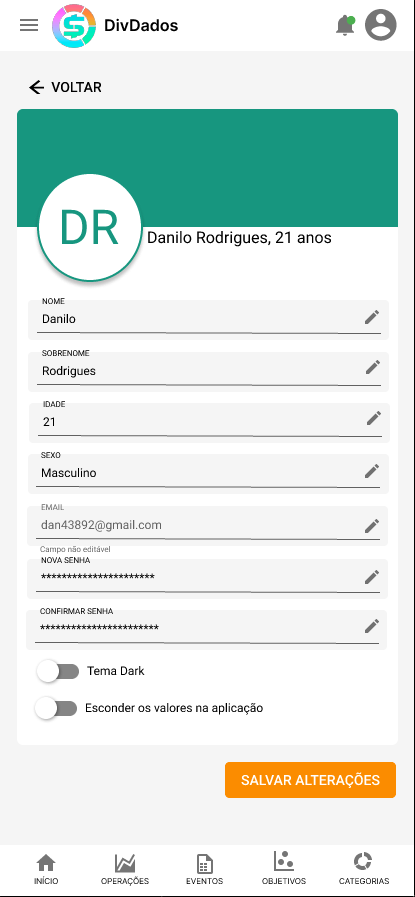 DivDados
VOLTAR
DR
Danilo Rodrigues, 21 anos
NOME
Danilo
SOBRENOME
Rodrigues
IDADE
21
SEXO
Masculino
EMAIL
dan43892@gmail.com
Campo não editável
NOVA SENHA
**********************
CONFIRMAR SENHA
***********************
Tema Dark
Esconder os valores na aplicação
SALVAR ALTERAÇÕES
INÍCIO OPERAÇÕES EVENTOS OBJETIVOS CATEGORIAS